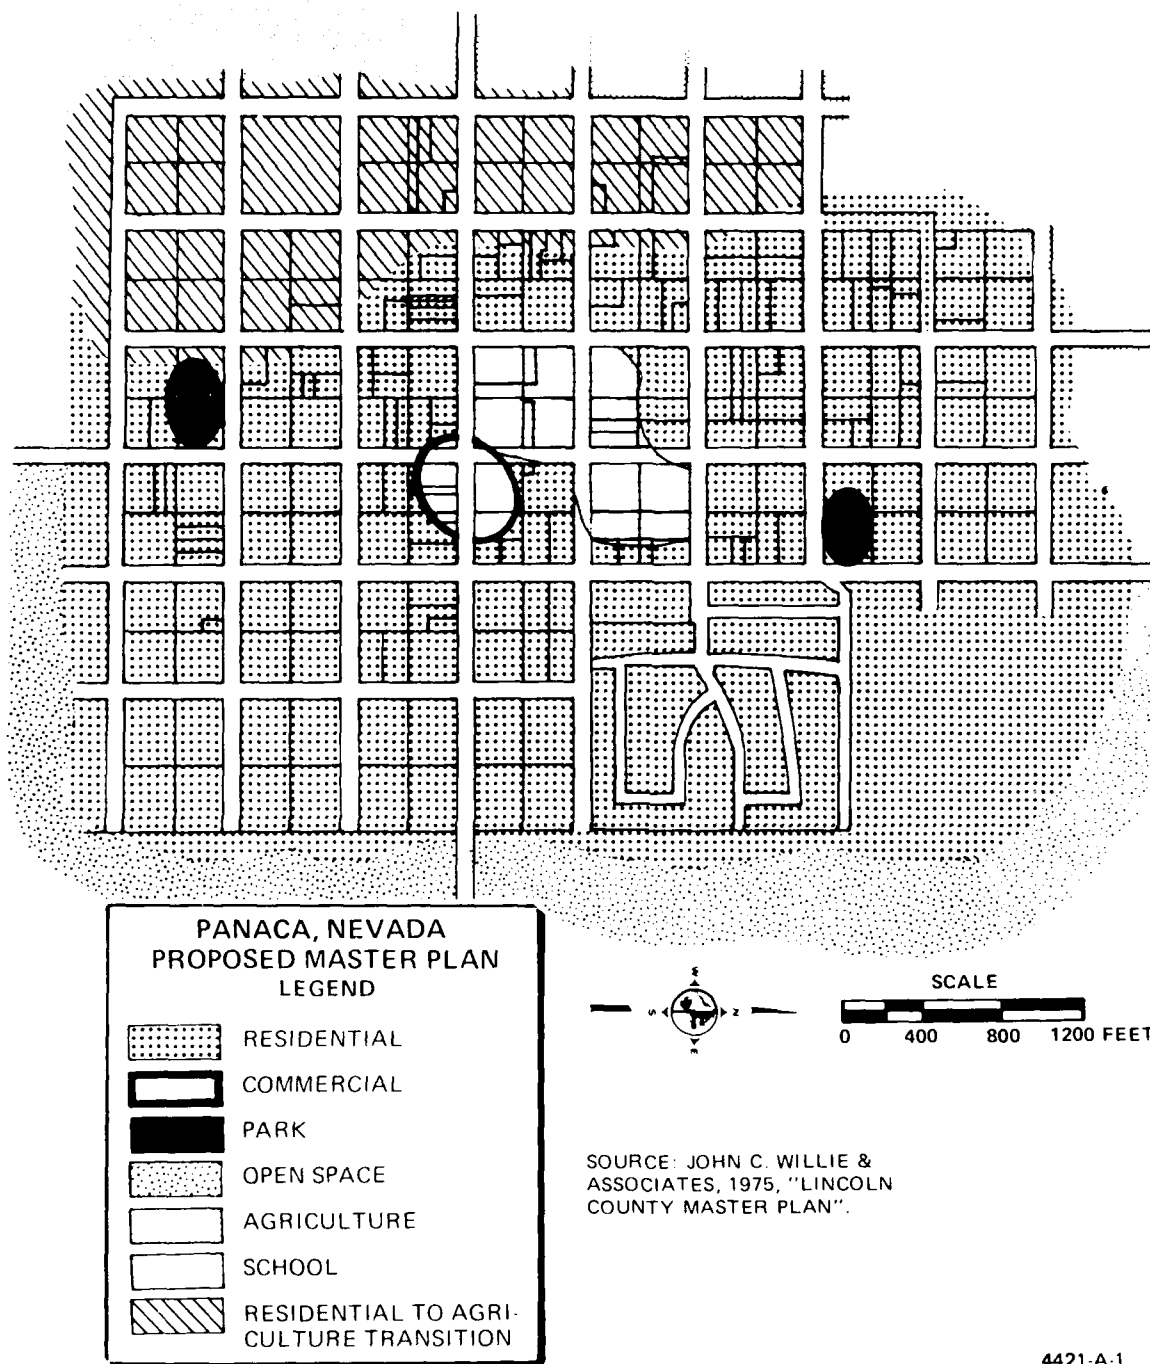 PANACA, NEVADA
PROPOSED MASTER PLAN
LEGEND
RESIDENTIAL
COMMERCIAL
PARK
OPEN SPACE
AGRICULTURE
SCHOOL
RESIDENTIAL TO AGRI-
CULTURE TRANSITION
W
S
N
E
SCALE
0 400 800 1200 FEET
SOURCE: JOHN C. WILLIE &
ASSOCIATES, 1975, "LINCOLN
COUNTY MASTER PLAN".
4421-A-1